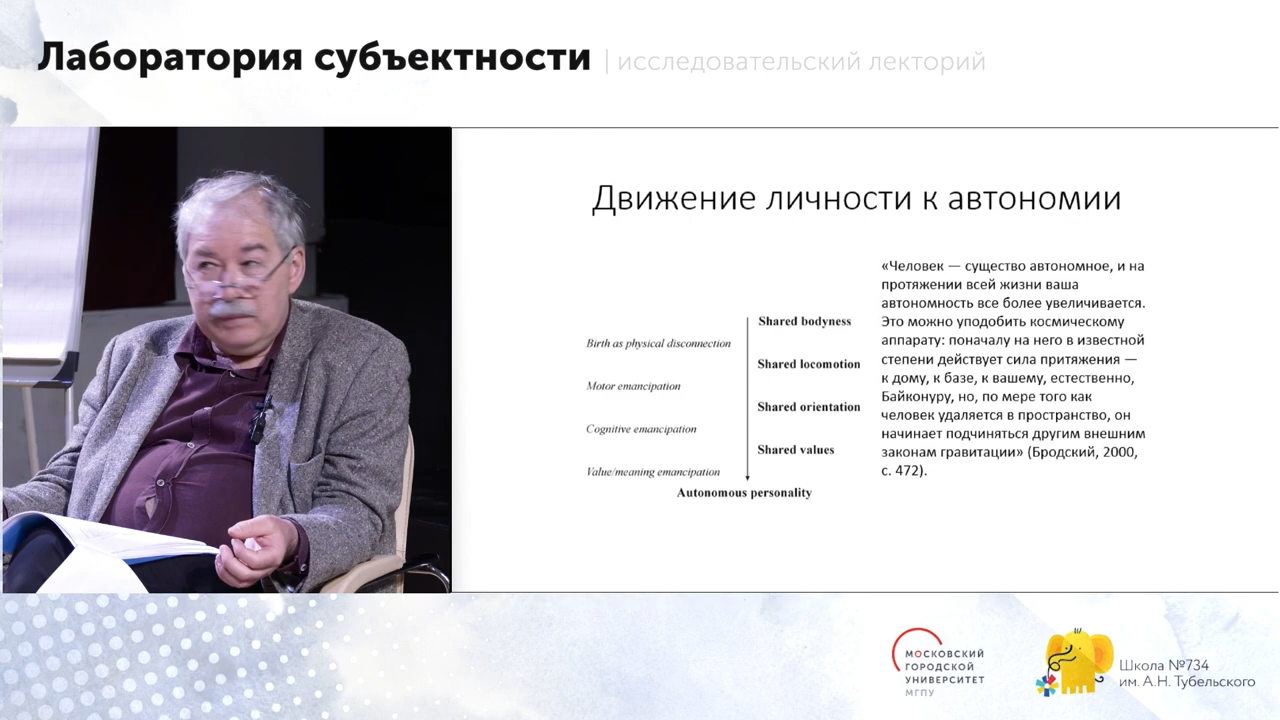 Лаборатория субъектности | исследовательский лекторий
Движение личности к автономии
Shared bodyness
Birth as physical disconnection
Shared locomotion
Motor emancipation
Shared orientation
Cognitive emancipation
Shared values
Value/meaning emancipation
Autonomous personality
«Человек — существо автономное, и на
протяжении всей жизни ваша
автономность все более увеличивается.
Это можно уподобить космическому
аппарату: поначалу на него в известной
степени действует сила притяжения —
к дому, к базе, к вашему, естественно,
Байконуру, но, по мере того как
человек удаляется в пространство, он
начинает подчиняться другим внешним
законам гравитации» (Бродский, 2000,
с. 472).
МОСКОВСКИЙ
ГОРОДСКОЙ
УНИВЕРСИТЕТ
МГПУ
Школа №734
им. А.Н. Тубельского